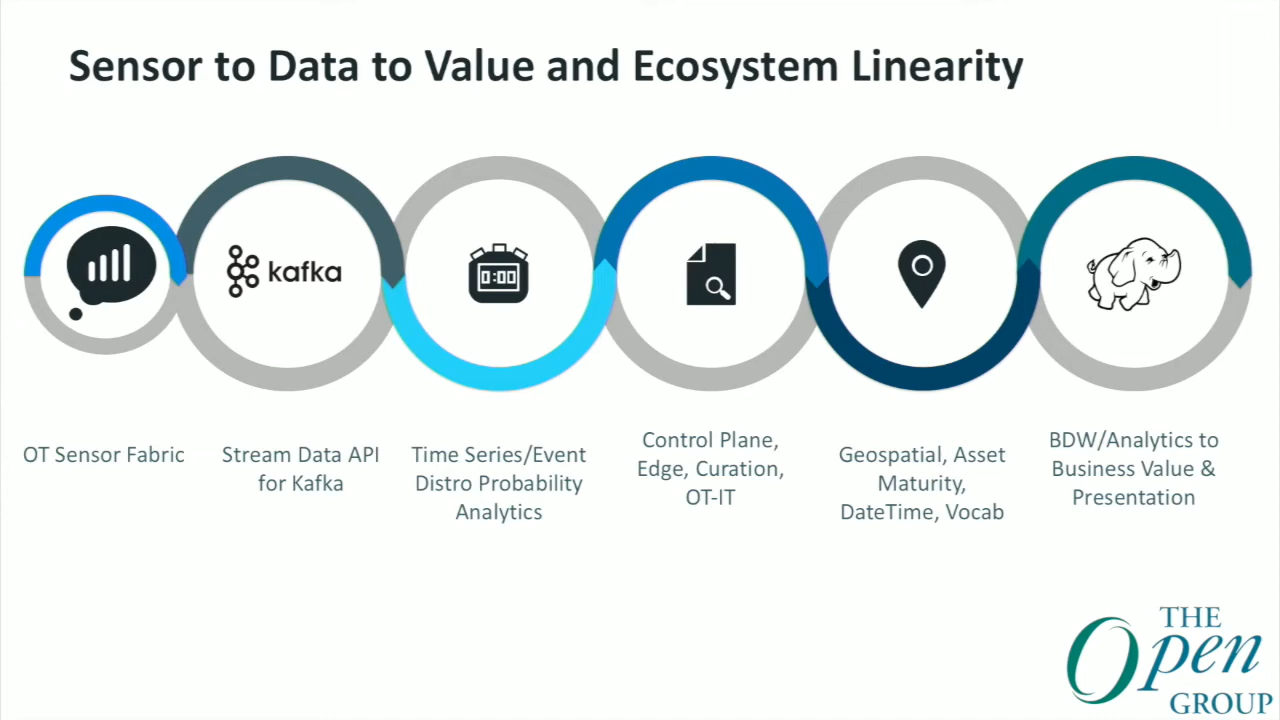 Sensor to Data to Value and Ecosystem Linearity
kafka
0:00
OT Sensor Fabric
Stream Data API
for Kafka
Time Series/Event
Distro Probability
Analytics
Control Plane,
Edge, Curation,
OT-IT
Geospatial, Asset
Maturity,
DateTime, Vocab
BDW/Analytics to
Business Value &
Presentation
THE
Open
GROUP